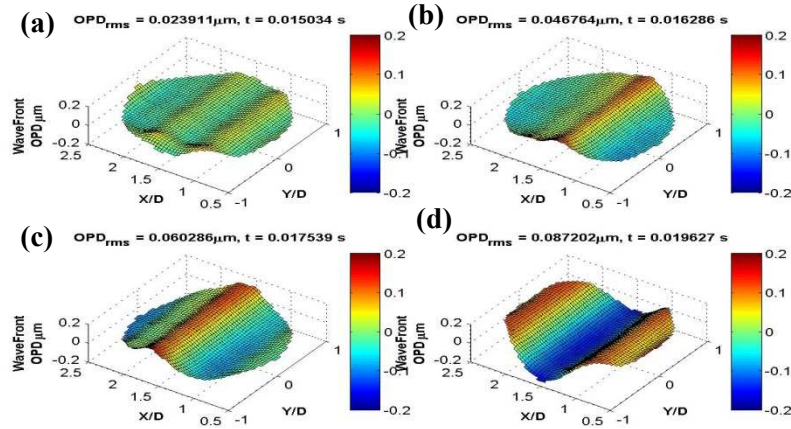 (a)
OPDrms = 0.023911μm, t = 0.015034 s
WaveFront
OPD μm
0.2
0
-0.2
2.5
2
1.5
1
0.5
X/D
-1
0
1
Y/D
0.2
0.1
0
-0.1
-0.2
(b)
OPDrms = 0.046764μm, t = 0.016286 s
WaveFront
OPD μm
0.2
0
-0.2
2.5
2
1.5
1
0.5
X/D
-1
0
1
Y/D
0.2
0.1
0
-0.1
-0.2
(c)
OPDrms = 0.060286μm, t = 0.017539 s
WaveFront
OPD μm
0.2
0
-0.2
2.5
2
1.5
1
0.5
X/D
-1
0
1
Y/D
0.2
0.1
0
-0.1
-0.2
(d)
OPDrms = 0.087202μm, t = 0.019627 s
WaveFront
OPD μm
0.2
0
-0.2
2.5
2
1.5
1
0.5
X/D
-1
0
1
Y/D
0.2
0.1
0
-0.1
-0.2